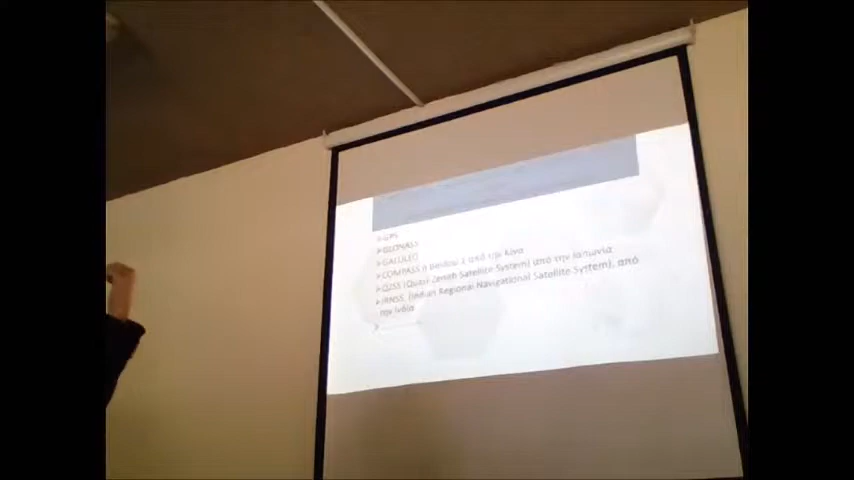 ➢GPS
➢GLONASS
➢GALILEO
➢COMPASS ή Beidou 2 από την Κίνα
➢QZSS (Quasi-Zenith Satellite System) από την Ιαπωνία
➢IRNSS, (Indian Regional Navigational Satellite System), από
την Ινδία
➢